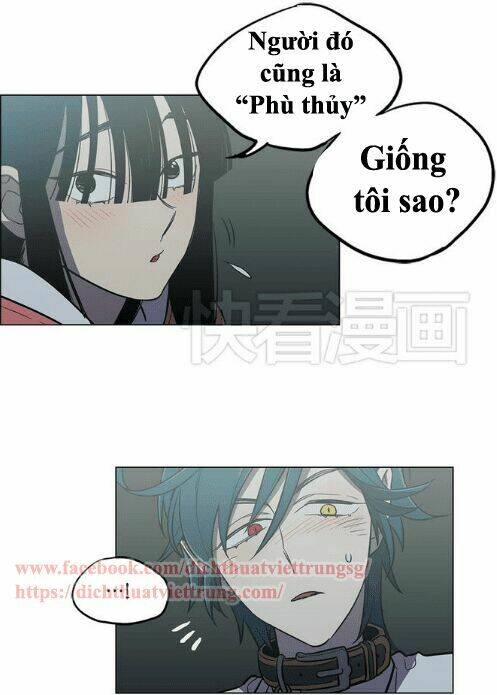 Người đó
cũng là
“Phù thủy”
Giống
tôi sao?
快看漫画
www.facebook.com/dichthuatviettrungsg/
https://dichthuatviettrung.com/
...!